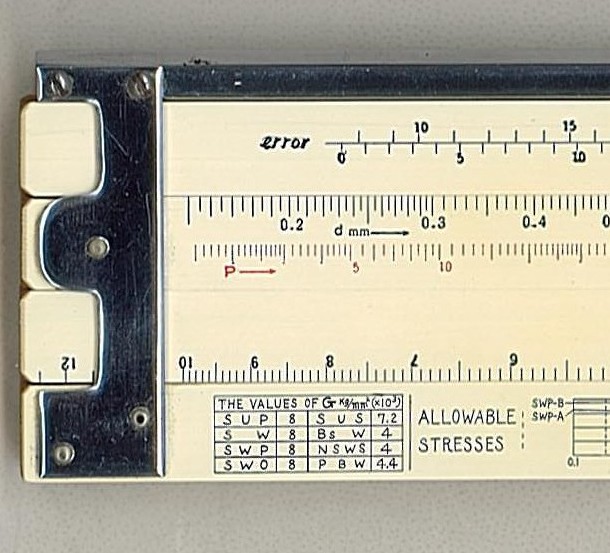 10 15
error
0 5 10
0.2 d mm 0.3 0.4
P 5 10
12 10 9 8 7 6
THE VALUES OF G kg/mm² (x10³)
S U P 8 S U S 7.2
S W 8 Bs W 4
S W P 8 N S W S 4
S W O 8 P B W 4.4
ALLOWABLE
STRESSES
SWP-B
SWP-A
0.1